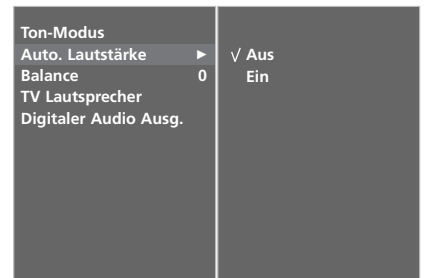 Ton-Modus
Auto. Lautstärke ►
Balance 0
TV Lautsprecher
Digitaler Audio Ausg.
√ Aus
Ein